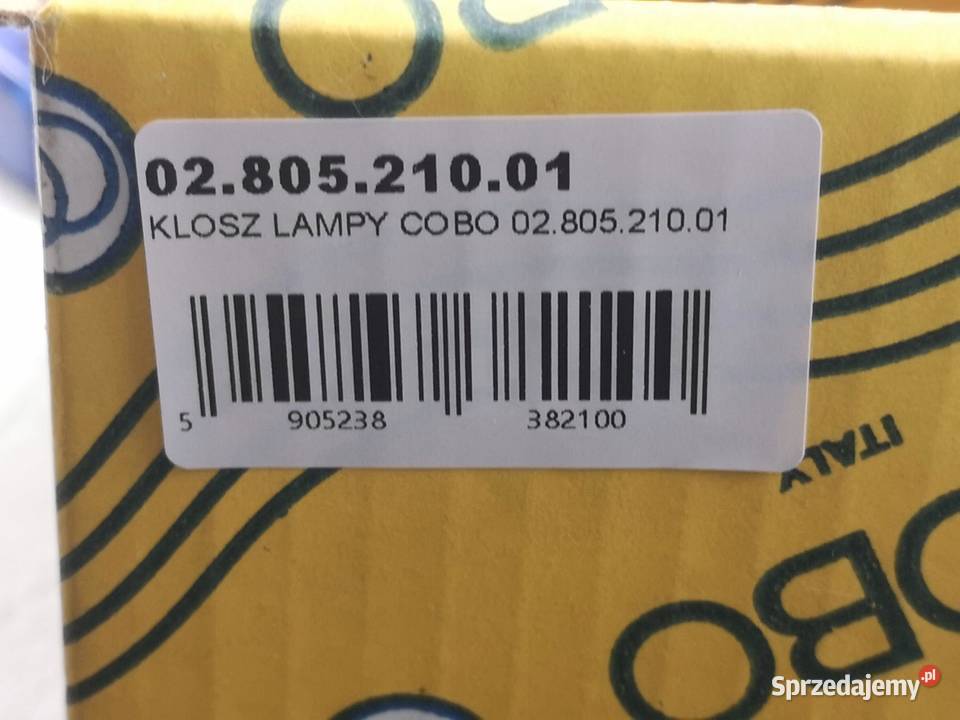 02.805.210.01
KLOSZ LAMPY COBO 02.805.210.01
5 905238 382100
ITALY
OBO
Sprzedajemy.pl